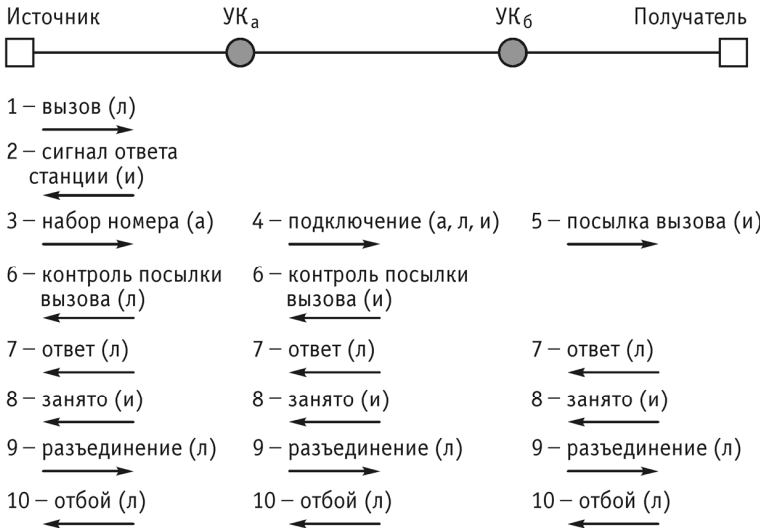 Источник УКа УКб Получатель
1 – вызов (л)
2 – сигнал ответа
станции (и)
3 – набор номера (а) 4 – подключение (а, л, и) 5 – посылка вызова (и)
6 – контроль посылки 6 – контроль посылки
вызова (л) вызова (и)
7 – ответ (л) 7 – ответ (л) 7 – ответ (л)
8 – занято (и) 8 – занято (и) 8 – занято (и)
9 – разъединение (л) 9 – разъединение (л) 9 – разъединение (л)
10 – отбой (л) 10 – отбой (л) 10 – отбой (л)